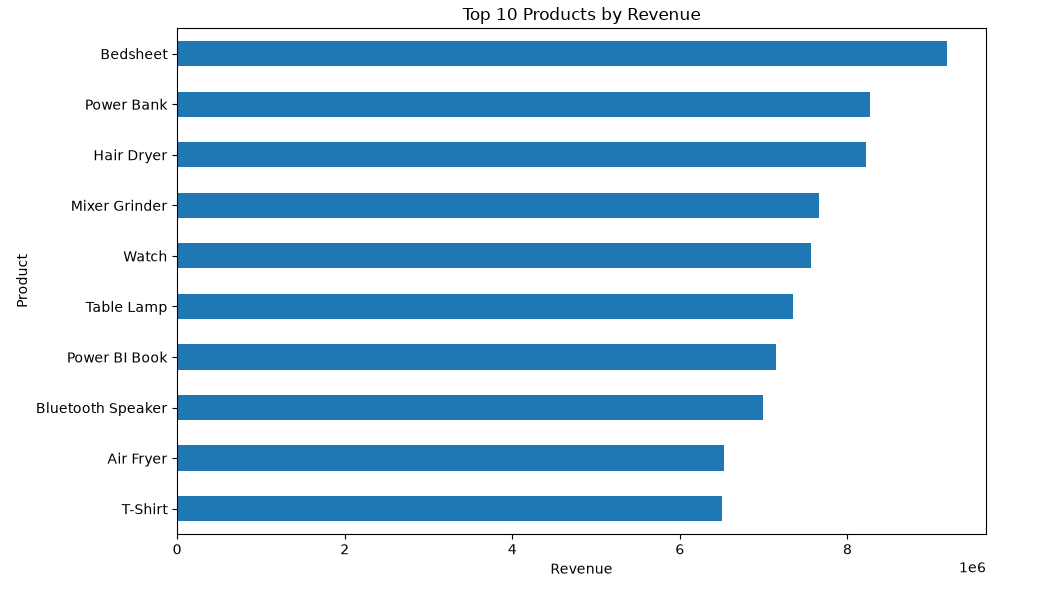 Top 10 Products by Revenue
Product
Bedsheet
Power Bank
Hair Dryer
Mixer Grinder
Watch
Table Lamp
Power BI Book
Bluetooth Speaker
Air Fryer
T-Shirt
0 2 4 6 8
1e6
Revenue